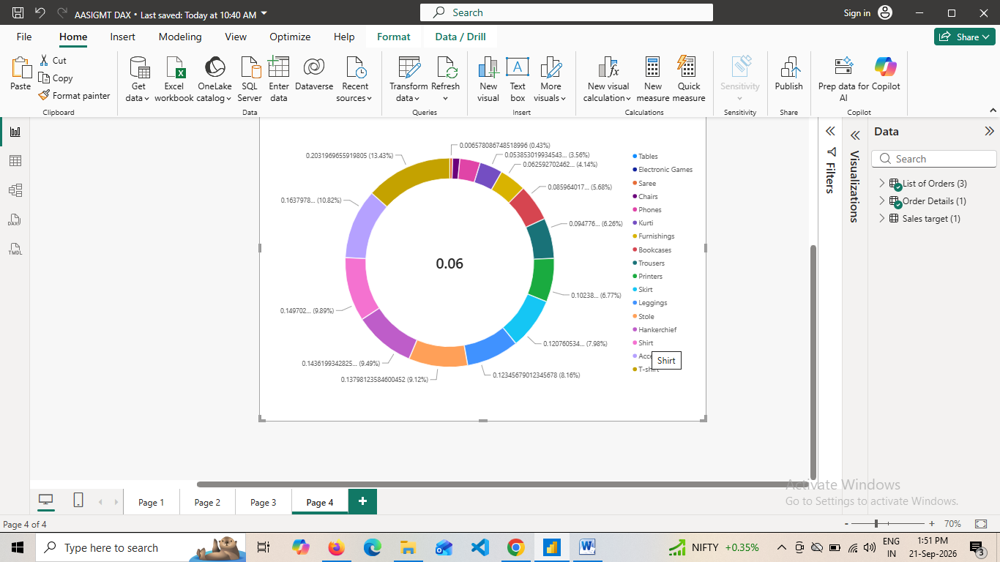 AASIGMT DAX • Last saved: Today at 10:40 AM
Search
Sign in
File
Home
Insert
Modeling
View
Optimize
Help
Format
Data / Drill
Share
Paste
Cut
Copy
Format painter
Clipboard
Get data
Excel workbook
OneLake catalog
SQL Server
Enter data
Dataverse
Recent sources
Data
Transform data
Refresh
Queries
New visual
Text box
More visuals
Insert
New visual calculation
New measure
Quick measure
Calculations
Sensitivity
Sensitivity
Publish
Share
Prep data for AI
Copilot
Copilot
0.006578086748518996 (0.43%)
0.053853019934543... (3.56%)
0.062592702462... (4.14%)
0.085964017... (5.68%)
0.094776... (6.26%)
0.10238... (6.77%)
0.120760534... (7.98%)
0.12345679012345678 (8.16%)
0.13798123584600452 (9.12%)
0.1436199342825... (9.49%)
0.149702... (9.89%)
0.1637978... (10.82%)
0.2031969655919805 (13.43%)
0.06
Tables
Electronic Games
Saree
Chairs
Phones
Kurti
Furnishings
Bookcases
Trousers
Printers
Skirt
Leggings
Stole
Hankerchief
Shirt
Acce
T-shirt
Shirt
Filters
Visualizations
Data
Search
List of Orders (3)
Order Details (1)
Sales target (1)
Activate Windows
Go to Settings to activate Windows.
Page 1
Page 2
Page 3
Page 4
+
Page 4 of 4
- + 70%
Type here to search
NIFTY +0.35%
ENG
IN
1:51 PM
21-Sep-2026
3